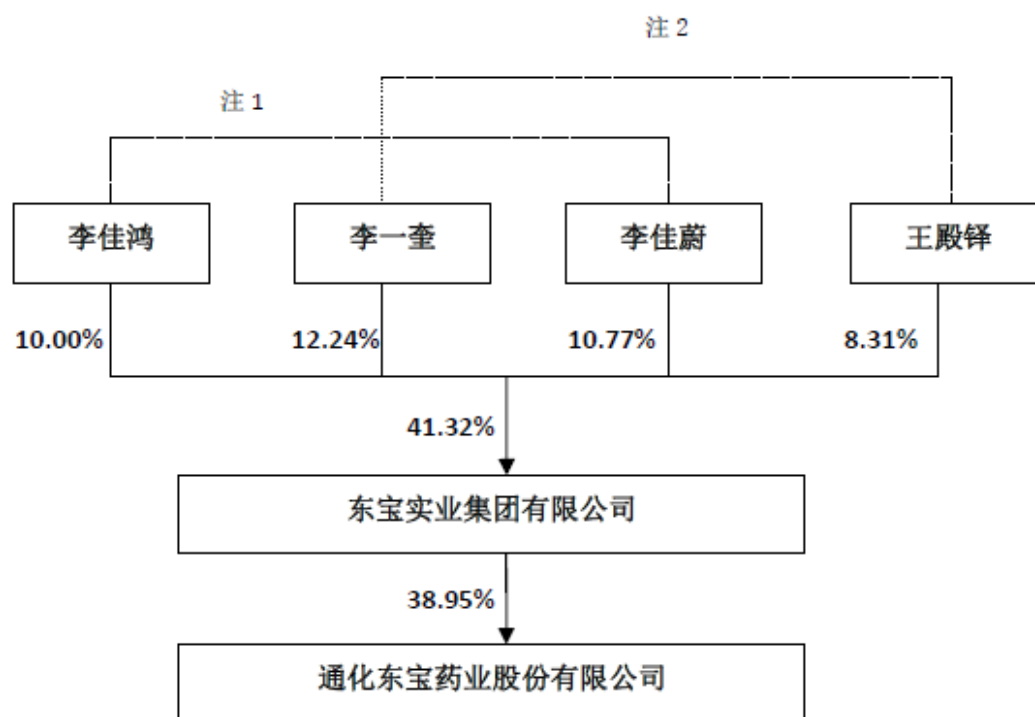 注 2
注 1
李佳鸿
李一奎
李佳蔚
王殿铎
10.00%
12.24%
10.77%
8.31%
41.32%
东宝实业集团有限公司
38.95%
通化东宝药业股份有限公司